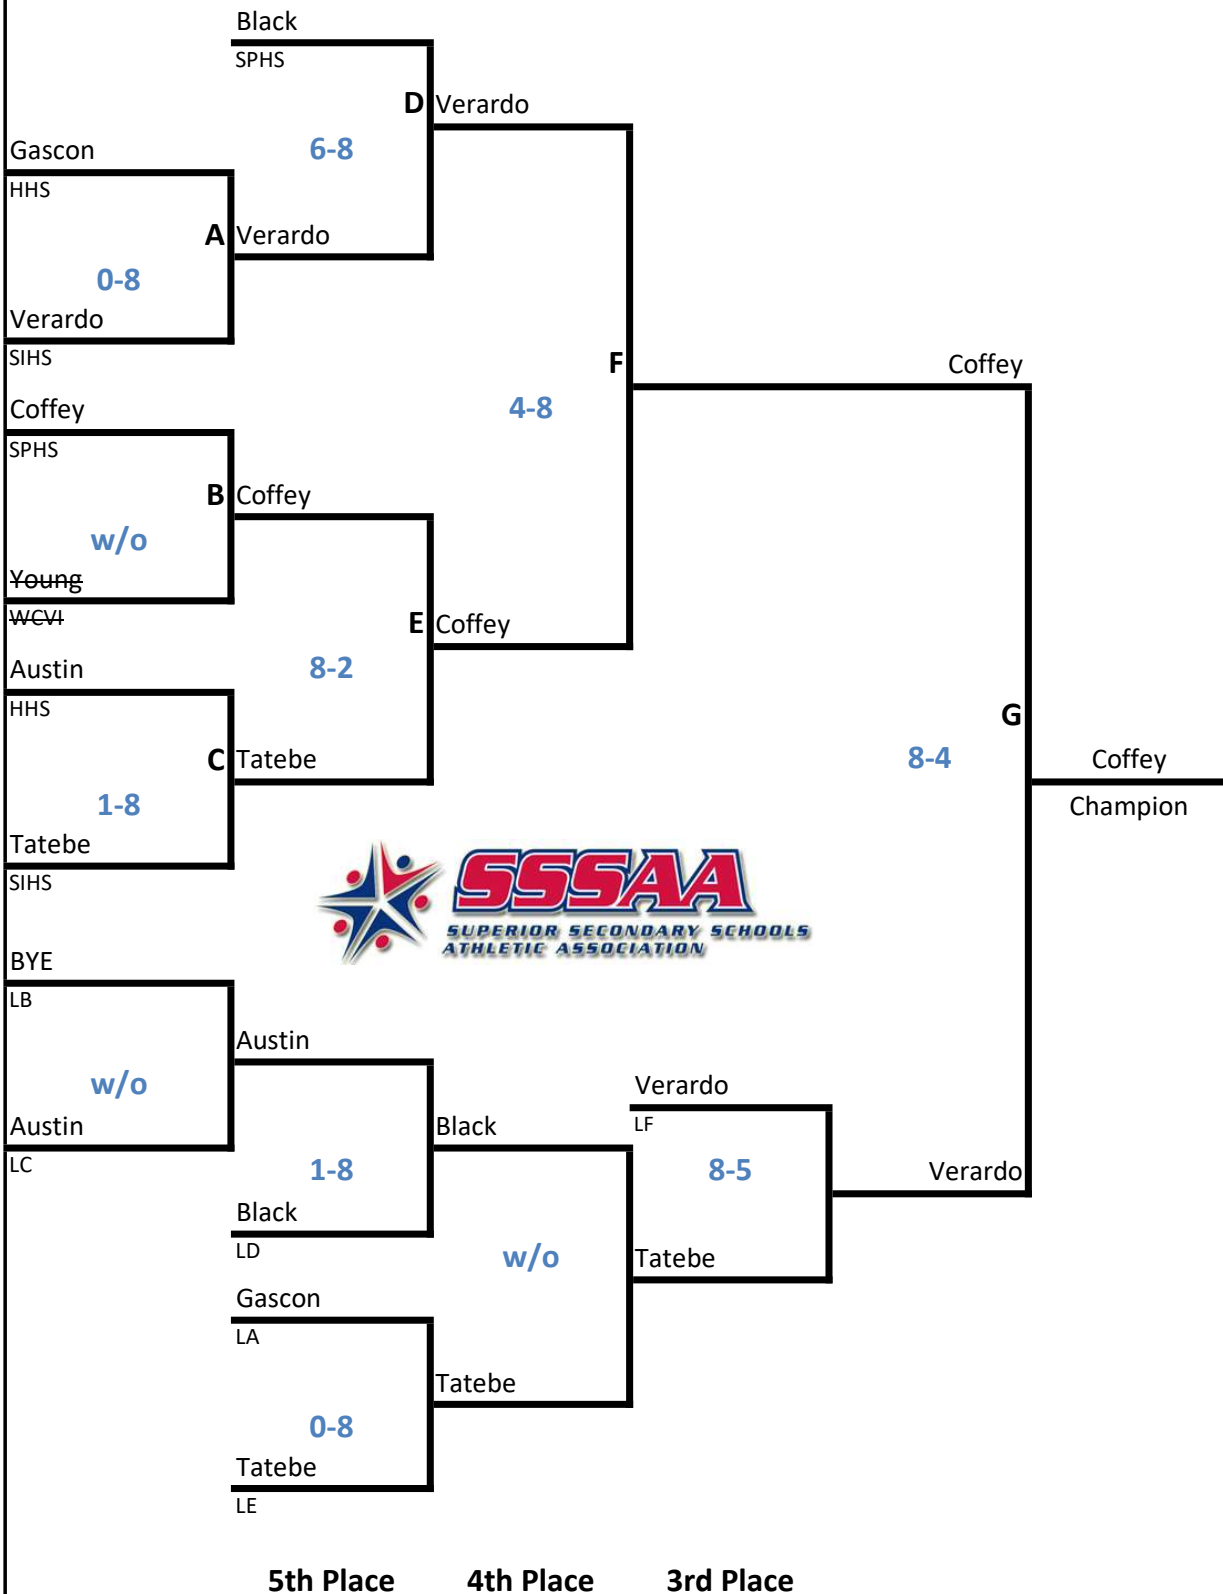 Black
SPHS
D Verardo
6-8
Gascon
HHS
A Verardo
0-8
Verardo
SIHS
F Coffey
Coffey
4-8
SPHS
B Coffey
w/o
Young
WCVI
E Coffey
8-2
Austin
HHS
G
C Tatebe
8-4
Coffey
Champion
1-8
Tatebe
SIHS
SSSAA
SUPERIOR SECONDARY SCHOOLS
ATHLETIC ASSOCIATION
BYE
LB
Austin
w/o
Verardo
LF
Austin
Black
LC
1-8
8-5
Verardo
Black
LD
w/o
Tatebe
Gascon
LA
Tatebe
0-8
Tatebe
LE
5th Place 4th Place 3rd Place